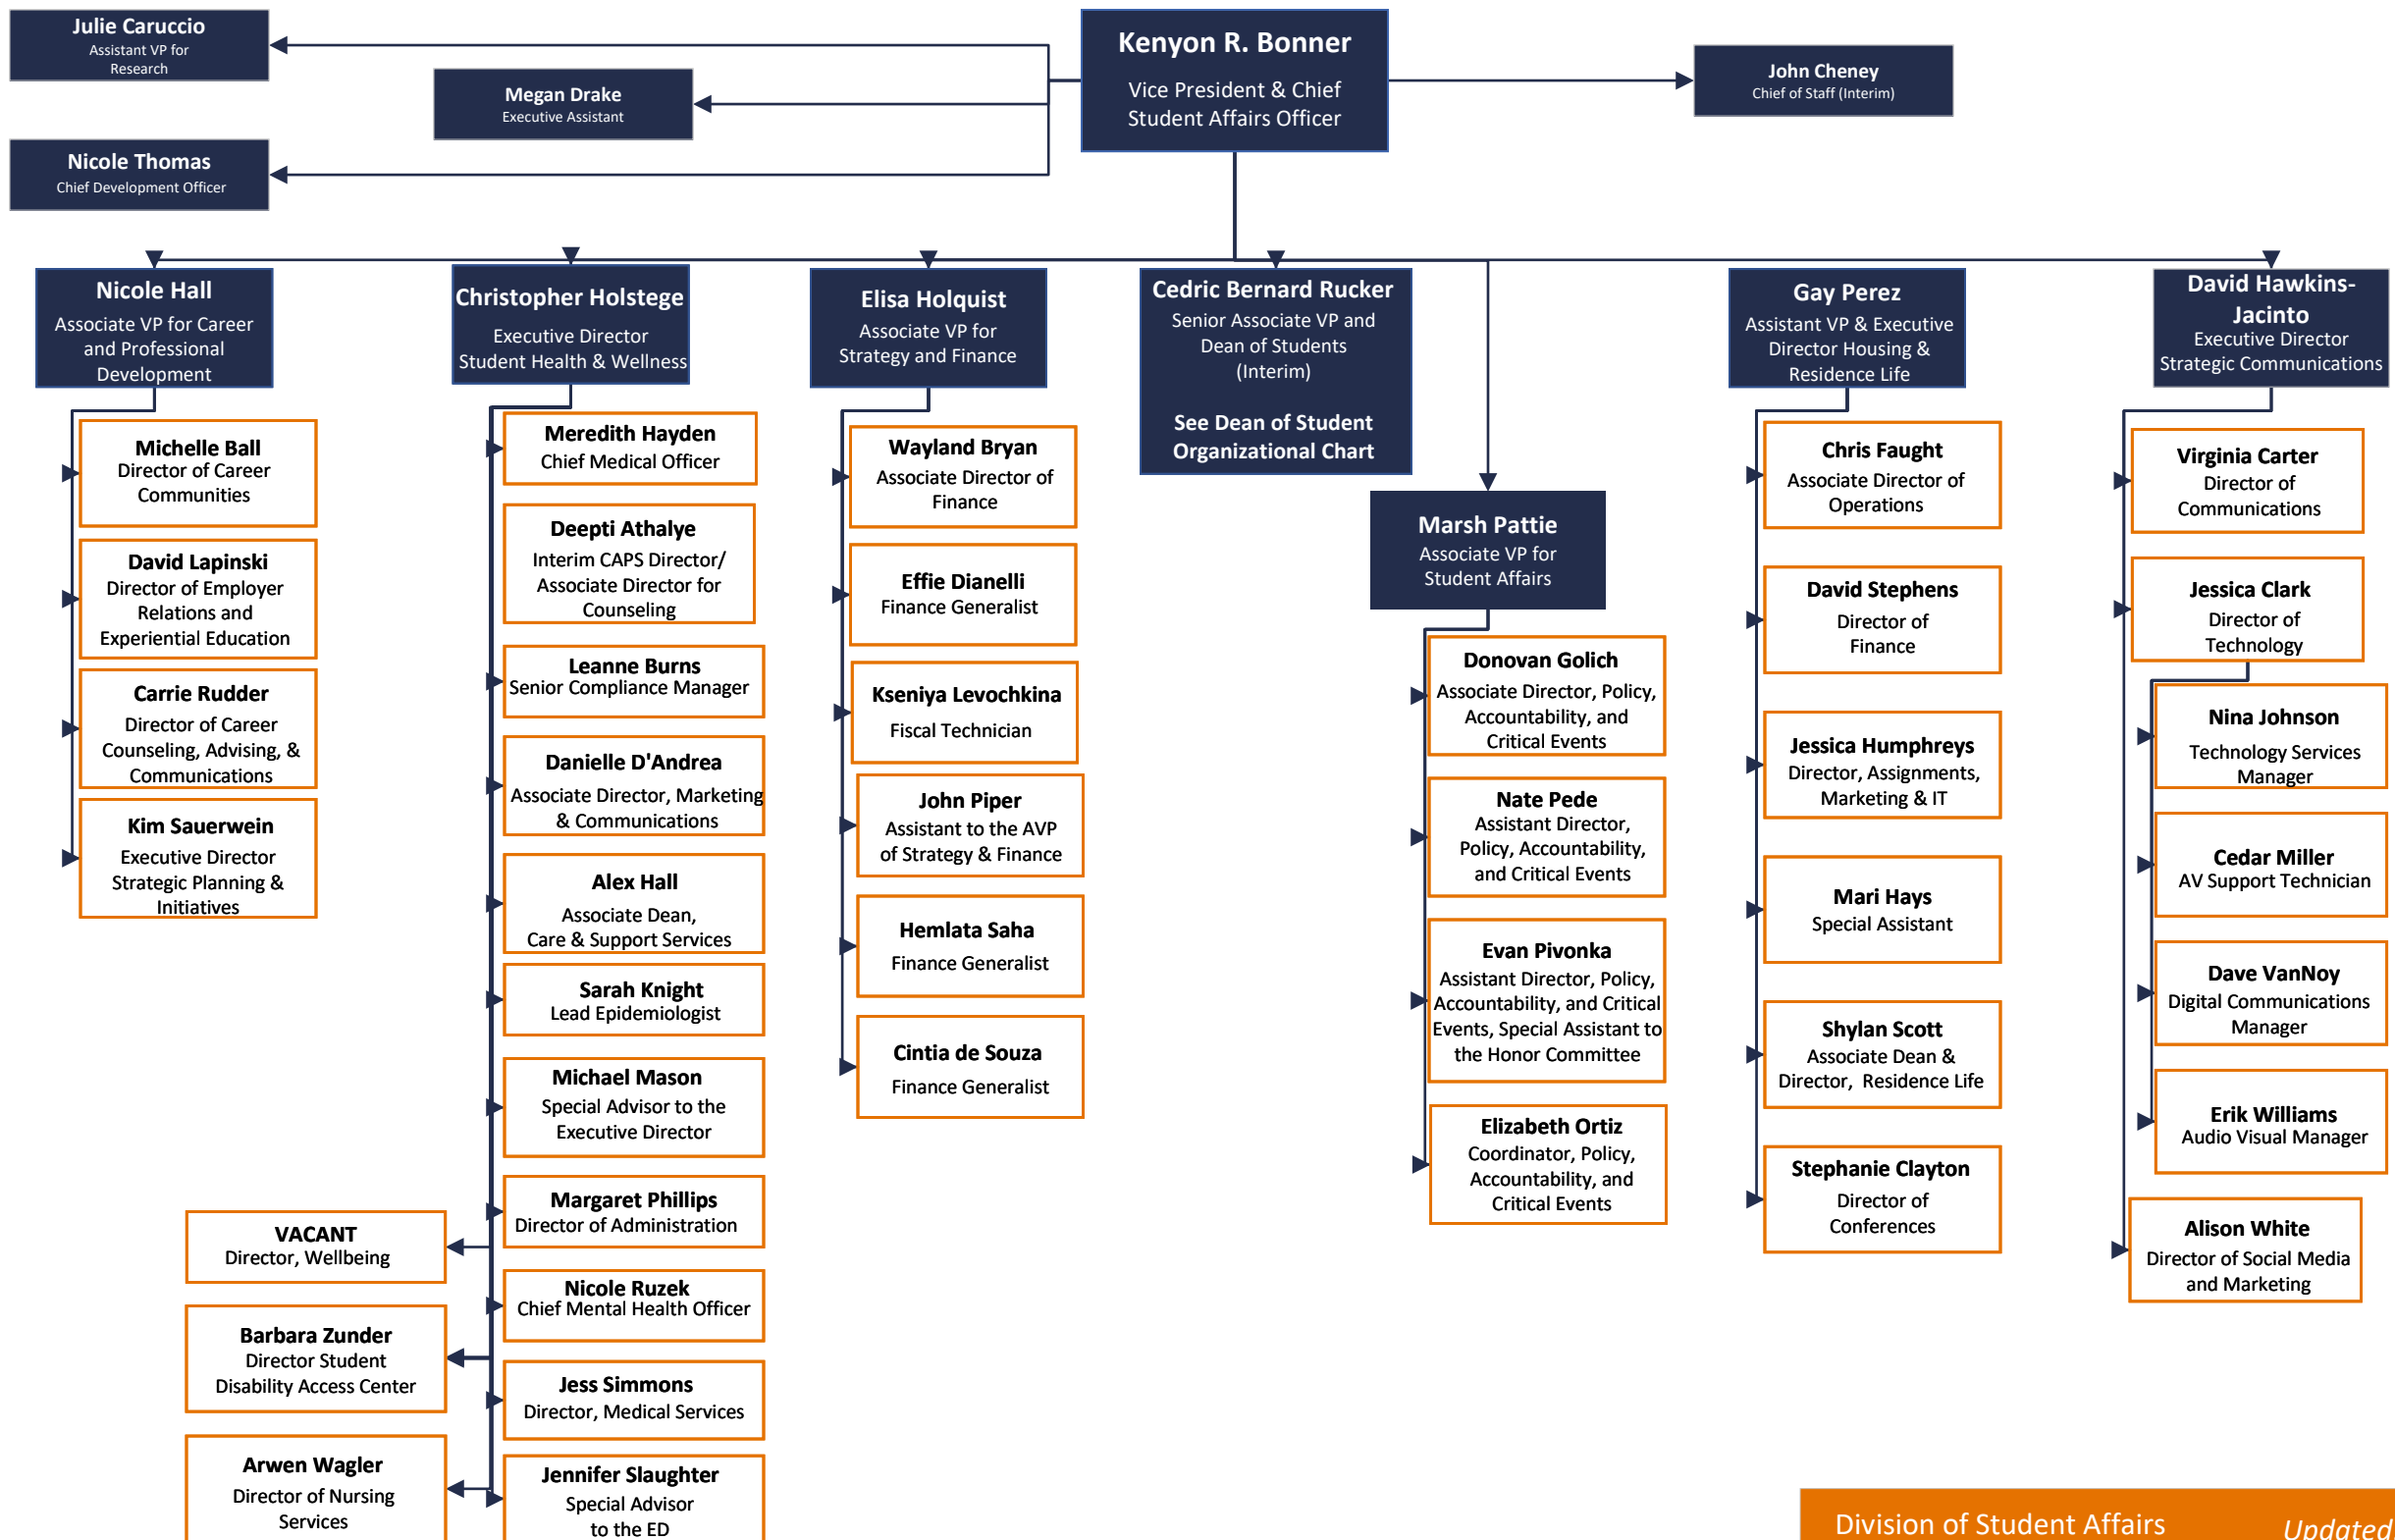 Julie Caruccio
Assistant VP for
Research
Megan Drake
Executive Assistant
Nicole Thomas
Chief Development Officer
Kenyon R. Bonner
Vice President & Chief
Student Affairs Officer
John Cheney
Chief of Staff (Interim)
Nicole Hall
Associate VP for Career
and Professional
Development
Michelle Ball
Director of Career
Communities
David Lapinski
Director of Employer
Relations and
Experiential Education
Carrie Rudder
Director of Career
Counseling, Advising, &
Communications
Kim Sauerwein
Executive Director
Strategic Planning &
Initiatives
Christopher Holstege
Executive Director
Student Health & Wellness
Meredith Hayden
Chief Medical Officer
Deepti Athalye
Interim CAPS Director/
Associate Director for
Counseling
Leanne Burns
Senior Compliance Manager
Danielle D'Andrea
Associate Director, Marketing
& Communications
Alex Hall
Associate Dean,
Care & Support Services
Sarah Knight
Lead Epidemiologist
Michael Mason
Special Advisor to the
Executive Director
Margaret Phillips
Director of Administration
VACANT
Director, Wellbeing
Nicole Ruzek
Chief Mental Health Officer
Barbara Zunder
Director Student
Disability Access Center
Jess Simmons
Director, Medical Services
Arwen Wagler
Director of Nursing
Services
Jennifer Slaughter
Special Advisor
to the ED
Elisa Holquist
Associate VP for
Strategy and Finance
Wayland Bryan
Associate Director of
Finance
Effie Dianelli
Finance Generalist
Kseniya Levochkina
Fiscal Technician
John Piper
Assistant to the AVP
of Strategy & Finance
Hemlata Saha
Finance Generalist
Cintia de Souza
Finance Generalist
Cedric Bernard Rucker
Senior Associate VP and
Dean of Students
(Interim)
See Dean of Student
Organizational Chart
Marsh Pattie
Associate VP for
Student Affairs
Donovan Golich
Associate Director, Policy,
Accountability, and
Critical Events
Nate Pede
Assistant Director,
Policy, Accountability,
and Critical Events
Evan Pivonka
Assistant Director, Policy,
Accountability, and Critical
Events, Special Assistant to
the Honor Committee
Elizabeth Ortiz
Coordinator, Policy,
Accountability, and
Critical Events
Gay Perez
Assistant VP & Executive
Director Housing &
Residence Life
Chris Faught
Associate Director of
Operations
David Stephens
Director of
Finance
Jessica Humphreys
Director, Assignments,
Marketing & IT
Mari Hays
Special Assistant
Shylan Scott
Associate Dean &
Director, Residence Life
Stephanie Clayton
Director of
Conferences
David Hawkins-
Jacinto
Executive Director
Strategic Communications
Virginia Carter
Director of
Communications
Jessica Clark
Director of
Technology
Nina Johnson
Technology Services
Manager
Cedar Miller
AV Support Technician
Dave VanNoy
Digital Communications
Manager
Erik Williams
Audio Visual Manager
Alison White
Director of Social Media
and Marketing
Division of Student Affairs
Updated